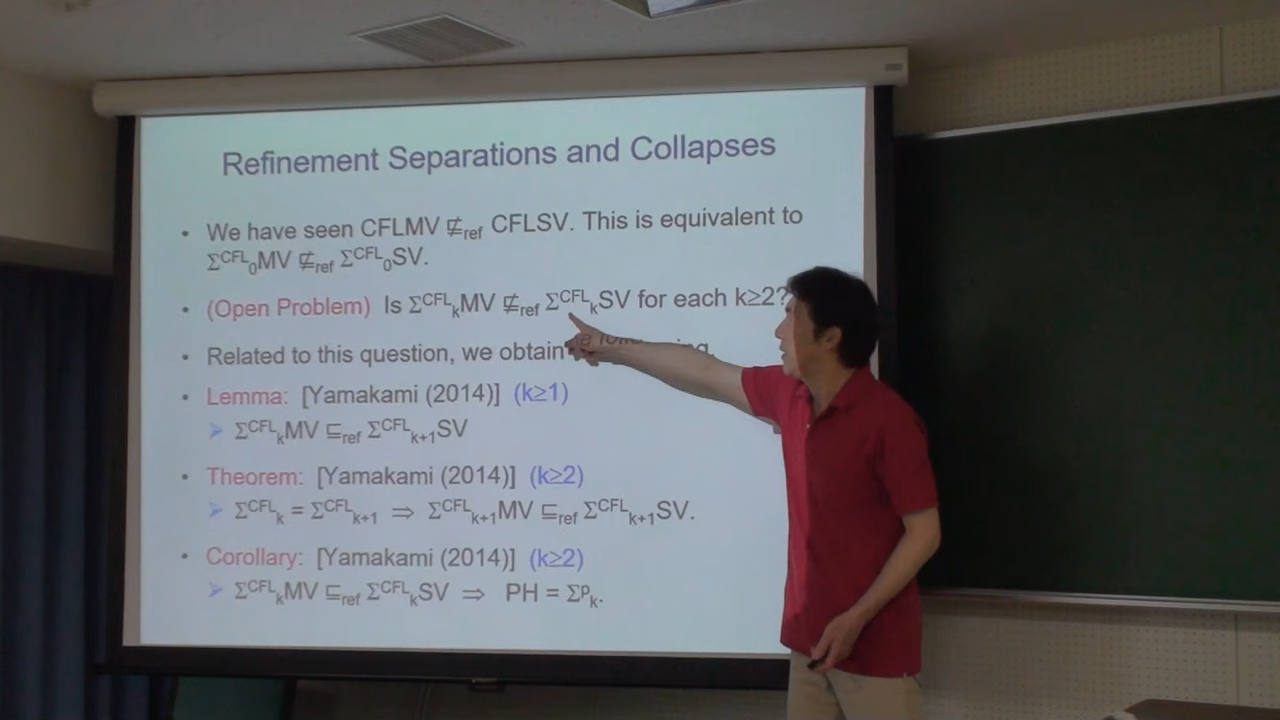 Refinement Separations and Collapses
• We have seen CFLMV ⋢ref CFLSV. This is equivalent to
ΣCFL0MV ⋢ref ΣCFL0SV.
• (Open Problem) Is ΣCFLkMV ⋢ref ΣCFLkSV for each k≥2?
• Related to this question, we obtain
• Lemma: [Yamakami (2014)] (k≥1)
➢ ΣCFLkMV ⊑ref ΣCFLk+1SV
• Theorem: [Yamakami (2014)] (k≥2)
➢ ΣCFLk = ΣCFLk+1 ⇒ ΣCFLk+1MV ⊑ref ΣCFLk+1SV.
• Corollary: [Yamakami (2014)] (k≥2)
➢ ΣCFLkMV ⊑ref ΣCFLkSV ⇒ PH = Σpk.